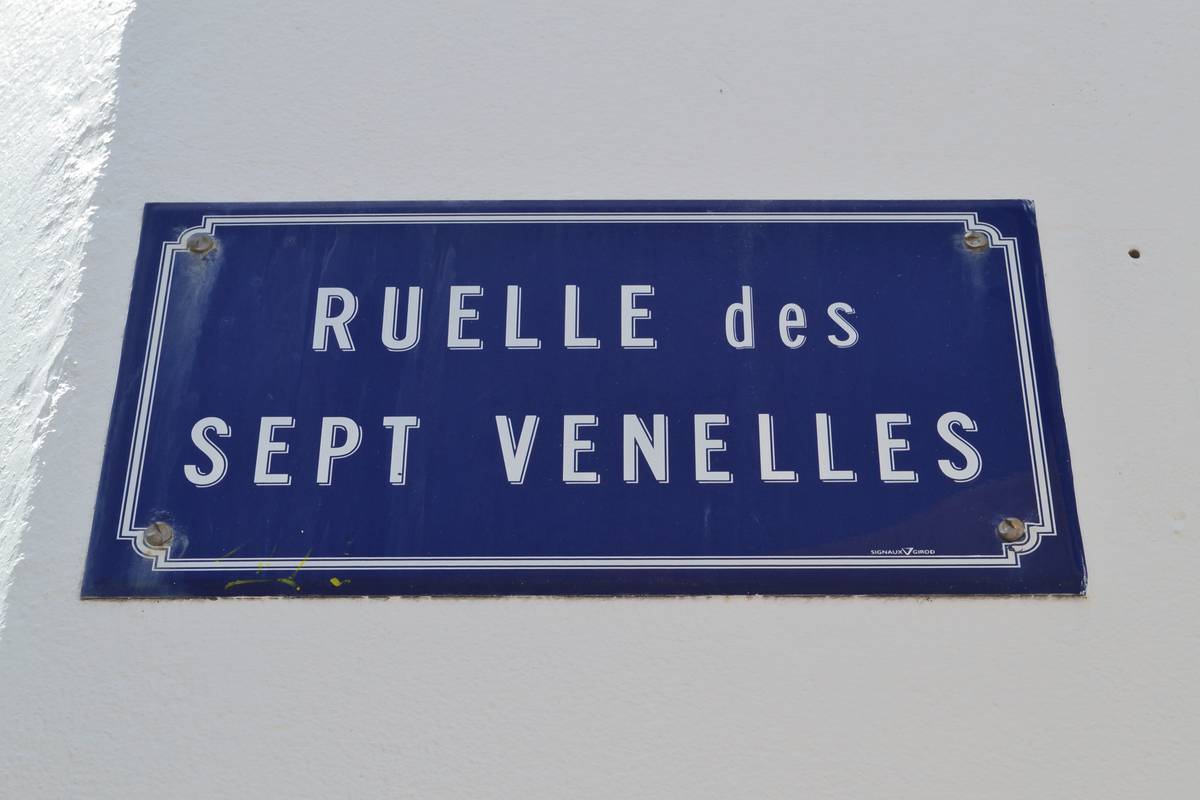 RUELLE des
SEPT VENELLES
SIGNAUX GIROD